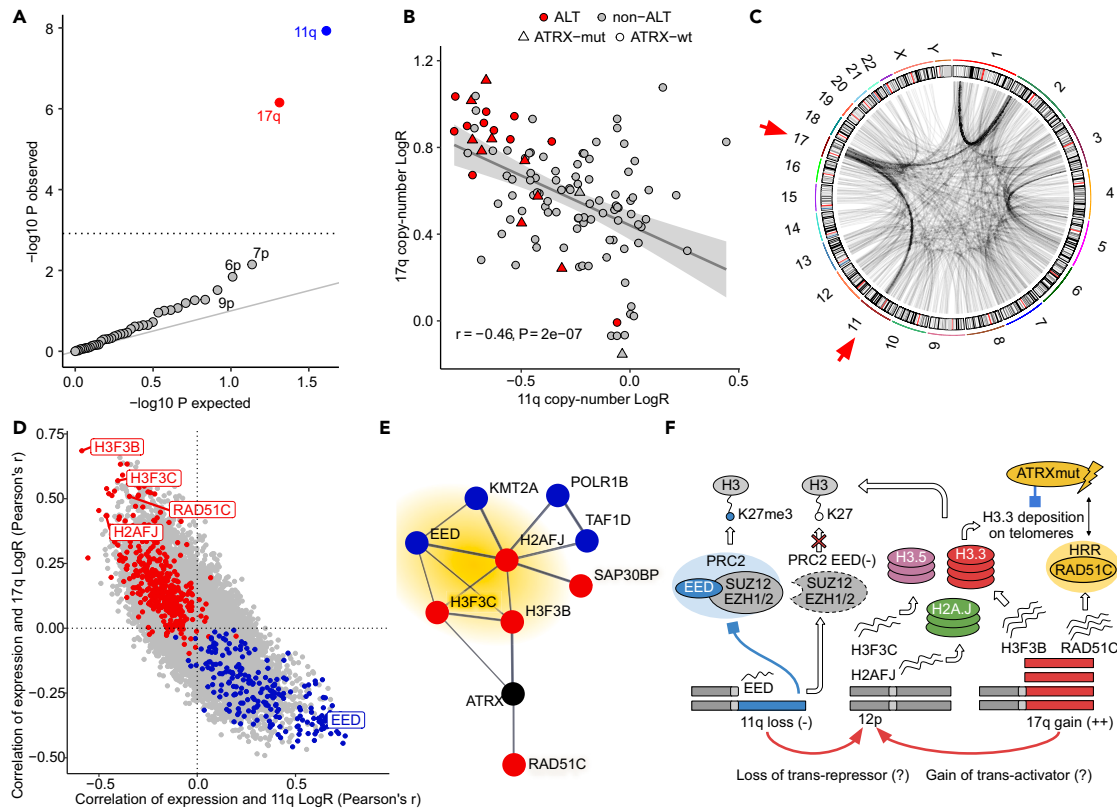 A
8
6
4
2
0
−log10 P observed
11q
17q
7p
6p
9p
0.0
0.5
1.0
1.5
−log10 P expected
B
ALT
non−ALT
ATRX−mut
ATRX−wt
1.2
0.8
0.4
0.0
17q copy-number LogR
r = −0.46, P = 2e−07
−0.5
0.0
0.5
11q copy-number LogR
C
1
2
3
4
5
6
7
8
9
10
11
12
13
14
15
16
17
18
19
20
21
22
X
Y
D
0.75
0.50
0.25
0.00
−0.25
−0.50
Correlation of expression and 17q LogR (Pearson's r)
H3F3B
H3F3C
RAD51C
H2AFJ
EED
−0.5
0.0
0.5
Correlation of expression and 11q LogR (Pearson's r)
E
KMT2A
POLR1B
EED
H2AFJ
TAF1D
SAP30BP
H3F3C
H3F3B
ATRX
RAD51C
F
H3
K27me3
PRC2
EED
SUZ12
EZH1/2
H3
K27
PRC2 EED(-)
SUZ12
EZH1/2
ATRXmut
H3.3 deposition
on telomeres
H3.5
H3.3
HRR
RAD51C
H2A.J
H3F3C
H2AFJ
H3F3B
RAD51C
EED
11q loss (-)
12p
17q gain (++)
Loss of trans-repressor (?)
Gain of trans-activator (?)